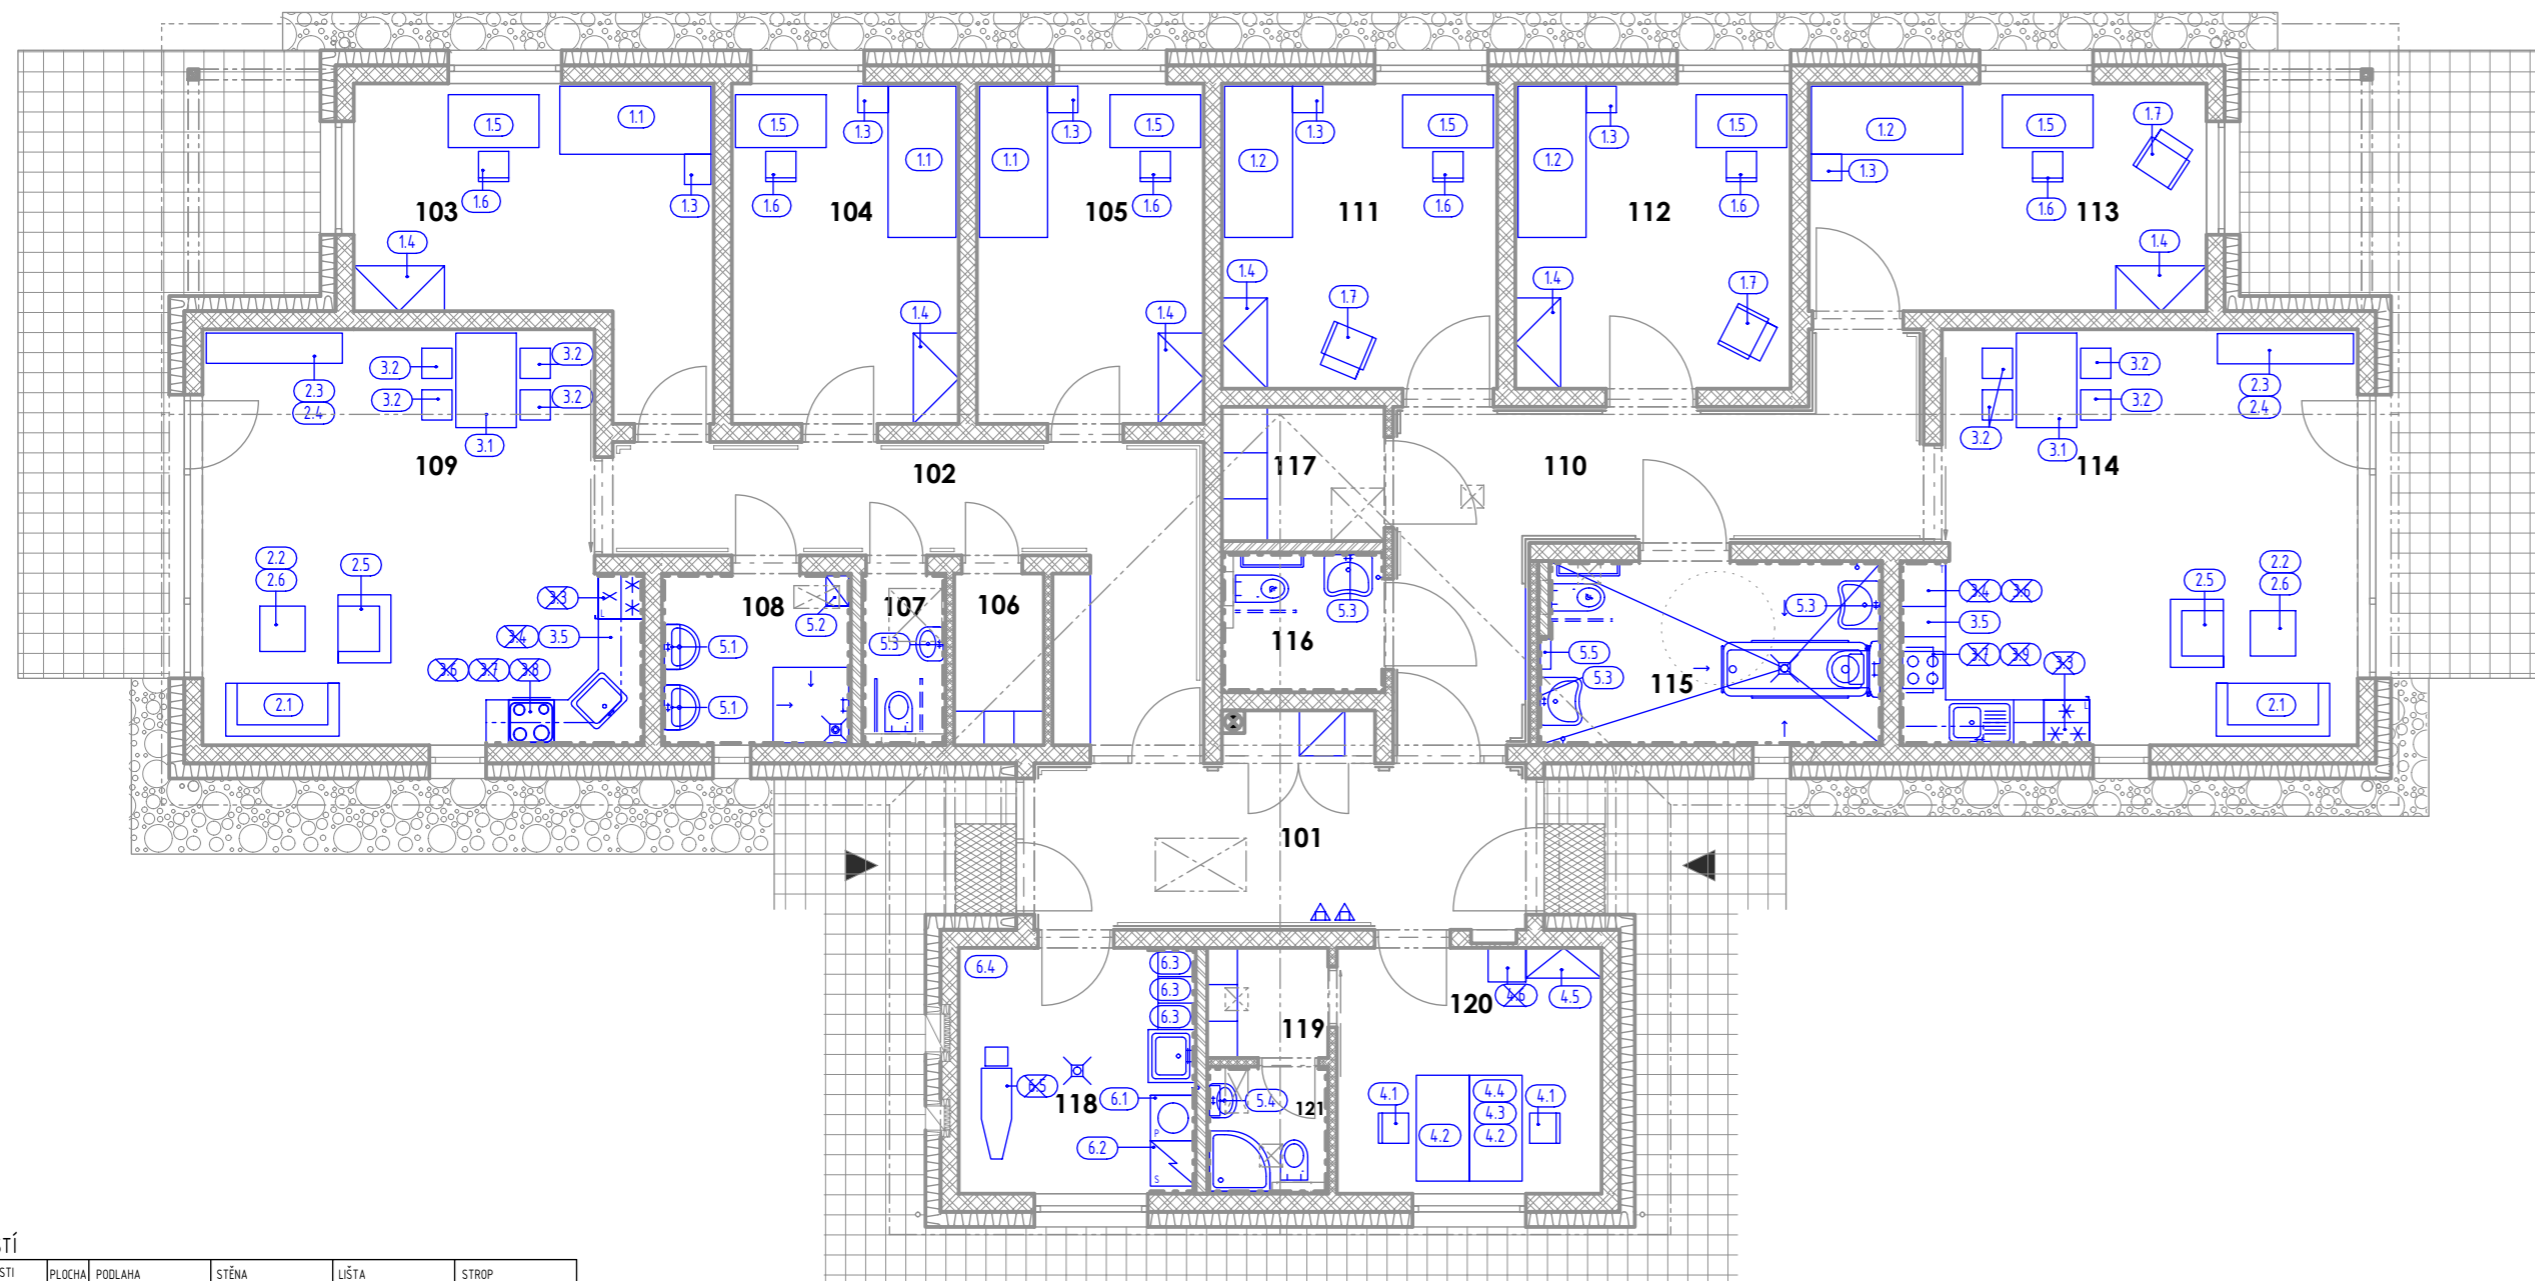 1.5 1.1 1.5 1.3 1.1 1.1 1.3 1.5 1.2 1.3 1.5 1.2 1.3 1.5 1.2 1.5 1.7
1.6 1.3 1.6 1.6 1.6 1.6 1.3 1.6
103 104 105 111 112 113
1.4 1.4 1.4 1.4 1.7 1.4 1.7 1.4
2.3 3.2 3.2 3.2 3.2 2.4 3.1
3.2 3.2 3.2 3.1 2.3 2.4
109 102 117 110 114
2.2 2.6 2.5 3.3 3.4 3.5 3.6 3.7 3.8 2.1
108 5.2 5.1 5.1 107 5.3 106
5.3 116
5.3 5.5 5.3 115
3.4 3.6 3.5 3.7 3.9 3.3 2.5 2.2 2.6 2.1
101
6.4 6.3 6.3 6.3 4.6 4.5
119 120
6.5 118 6.1 5.4 121 4.1 4.2 4.4 4.3 4.2 4.1
P
6.2
S
STÍ
STI PLOCHA PODLAHA STĚNA LIŠTA STROP